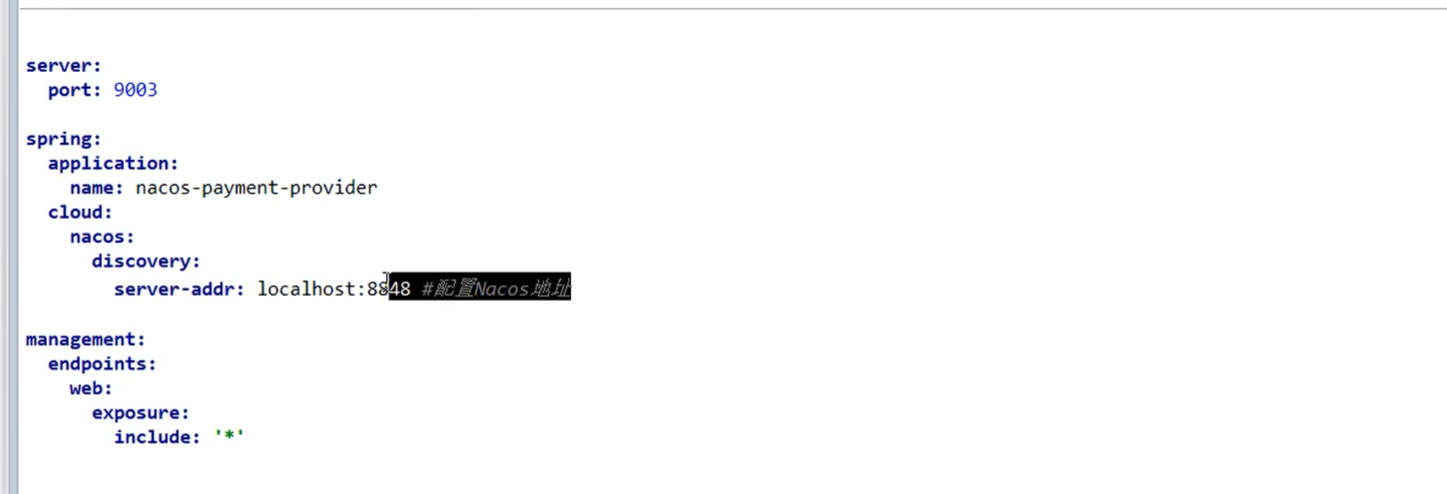 server:
  port: 9003
spring:
  application:
    name: nacos-payment-provider
  cloud:
    nacos:
      discovery:
        server-addr: localhost:8848 #配置Nacos地址
management:
  endpoints:
    web:
      exposure:
        include: '*'